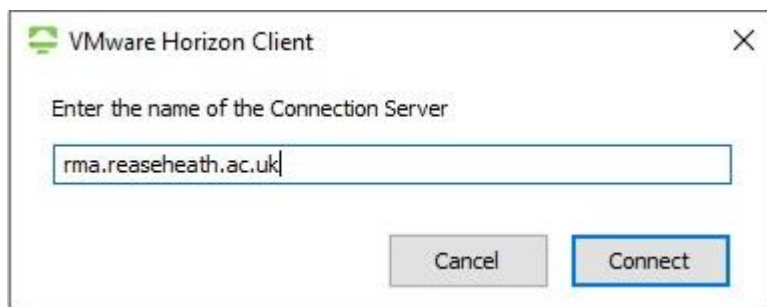 VMware Horizon Client
Enter the name of the Connection Server
rma.reaseheath.ac.uk
Cancel Connect